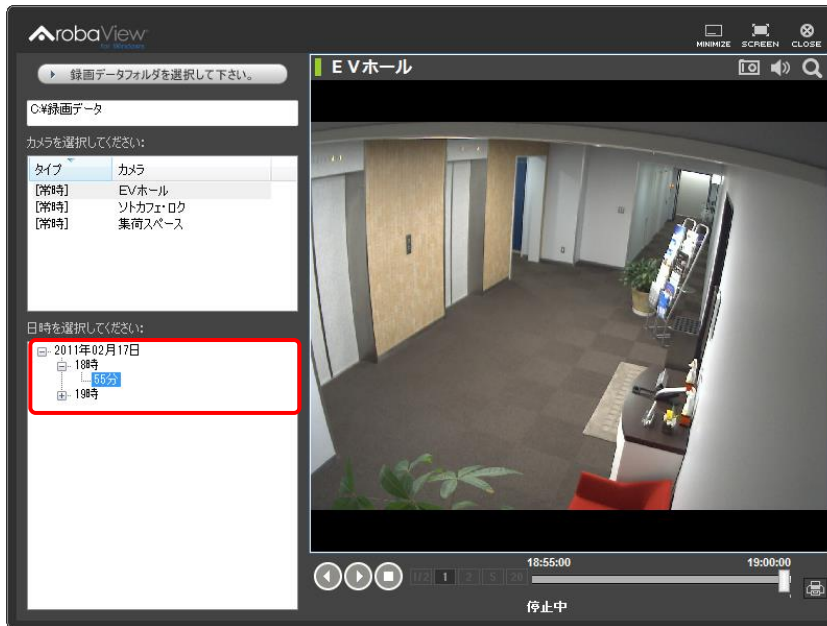 ArobaView
for Windows
MINIMIZE SCREEN CLOSE
録画データフォルダを選択して下さい。
C:¥録画データ
カメラを選択してください:
タイプ カメラ
[常時] EVホール
[常時] ソトカフェ・ロク
[常時] 集荷スペース
日時を選択してください:
2011年02月17日
18時
55分
19時
EVホール
1/2 1 2 5 20
18:55:00 19:00:00
停止中